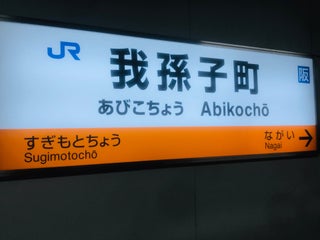 JR 我孫子町 阪
あびこちょう Abikochō
すぎもとちょう ながい
Sugimotochō Nagai